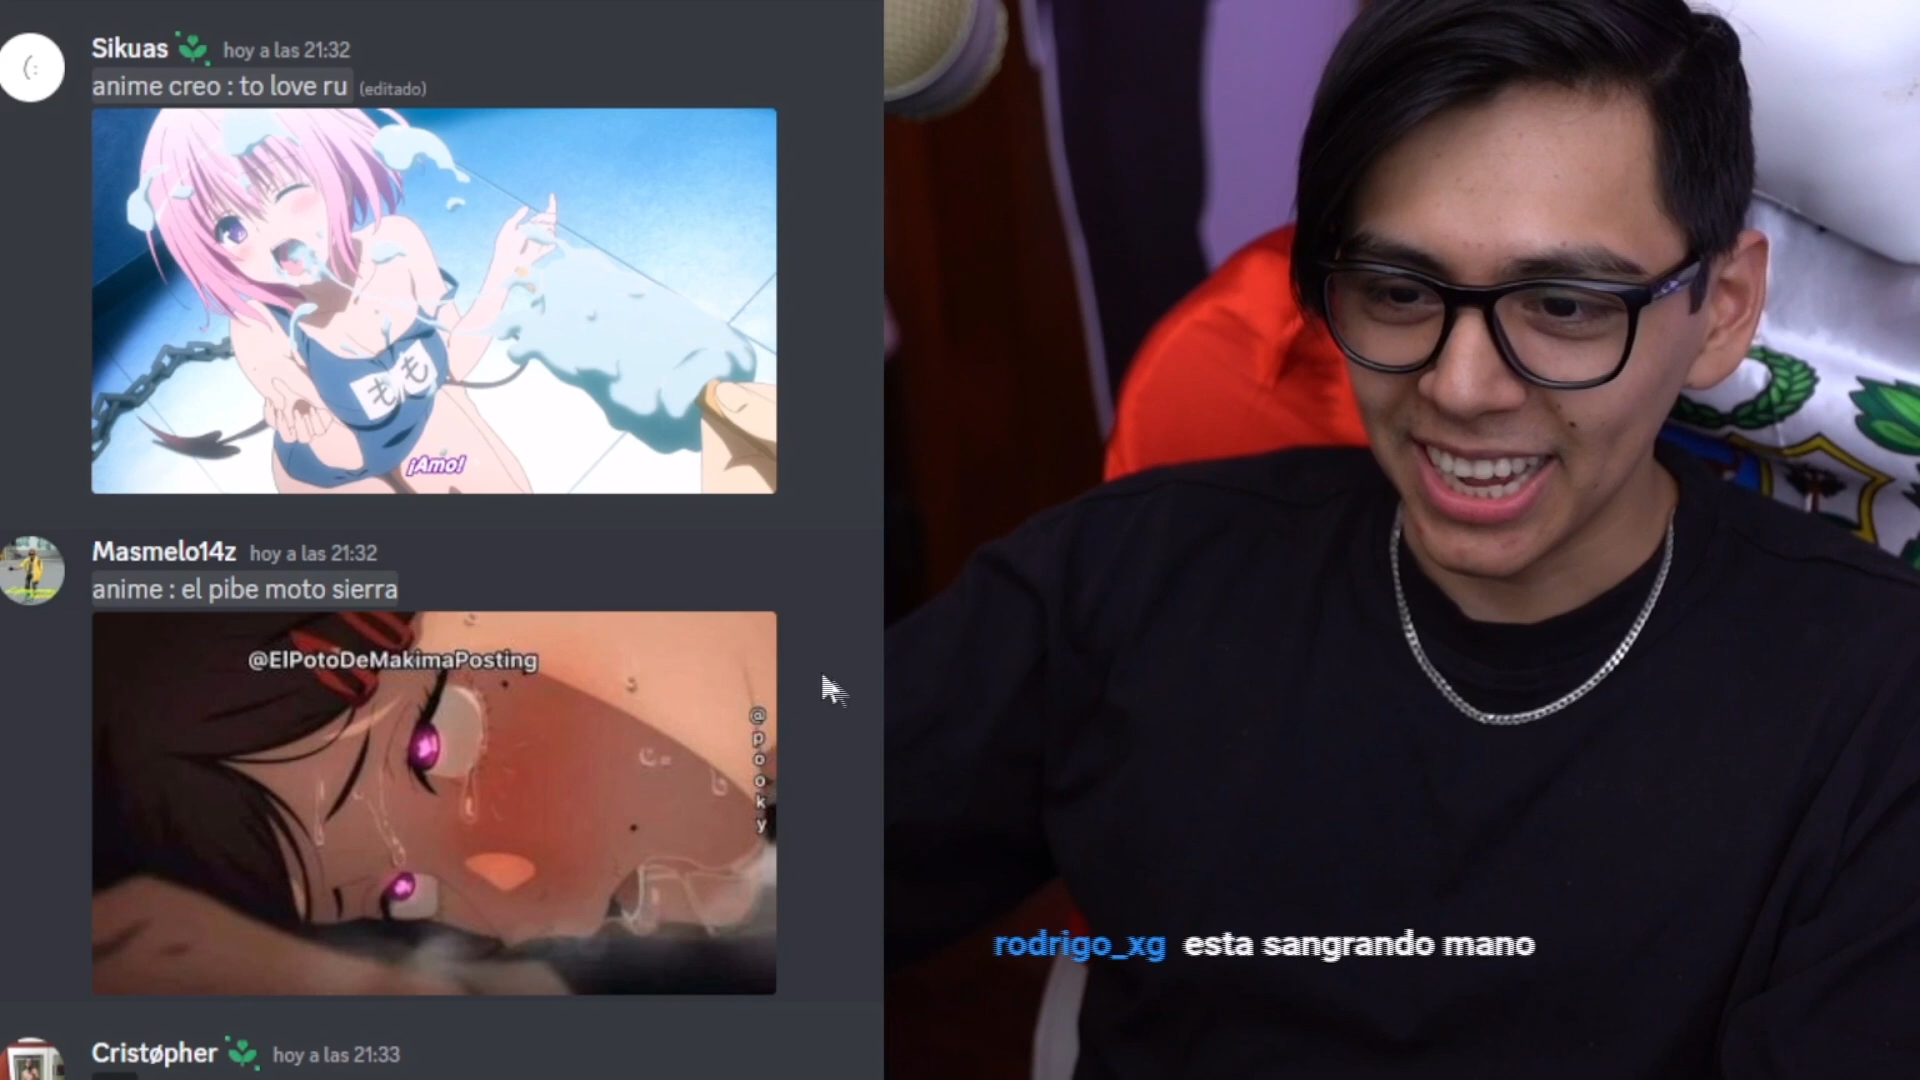 Sikuas hoy a las 21:32
anime creo : to love ru (editado)
もも
¡Amo!
Masmelo14z hoy a las 21:32
anime : el pibe moto sierra
@ElPotoDeMakimaPosting
@pooky
rodrigo_xg esta sangrando mano
Cristøpher hoy a las 21:33